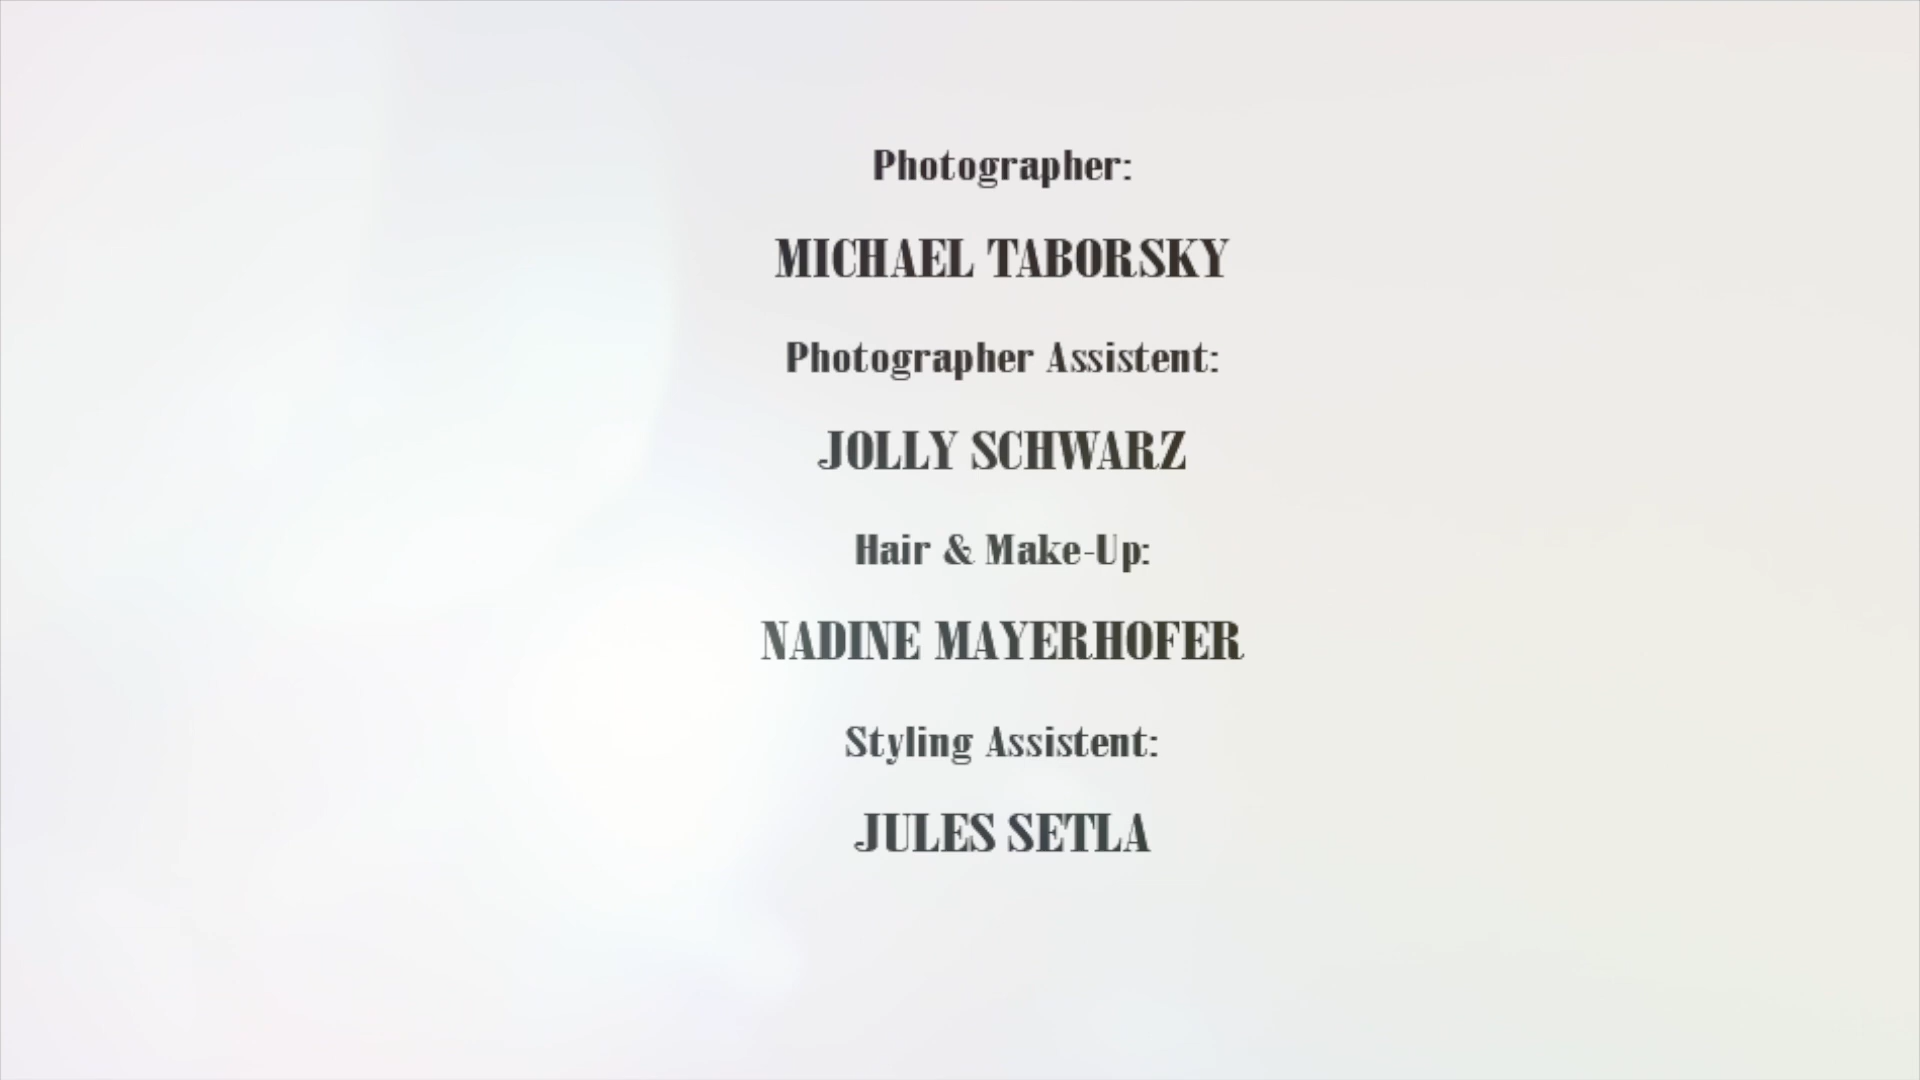 Photographer:
MICHAEL TABORSKY
Photographer Assistent:
JOLLY SCHWARZ
Hair & Make-Up:
NADINE MAYERHOFER
Styling Assistent:
JULES SETLA